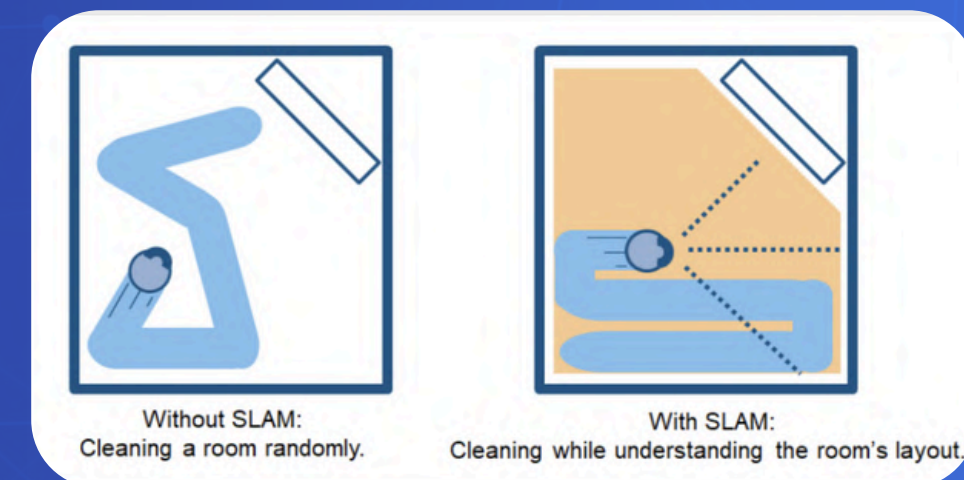 Without SLAM:
Cleaning a room randomly.
With SLAM:
Cleaning while understanding the room's layout.